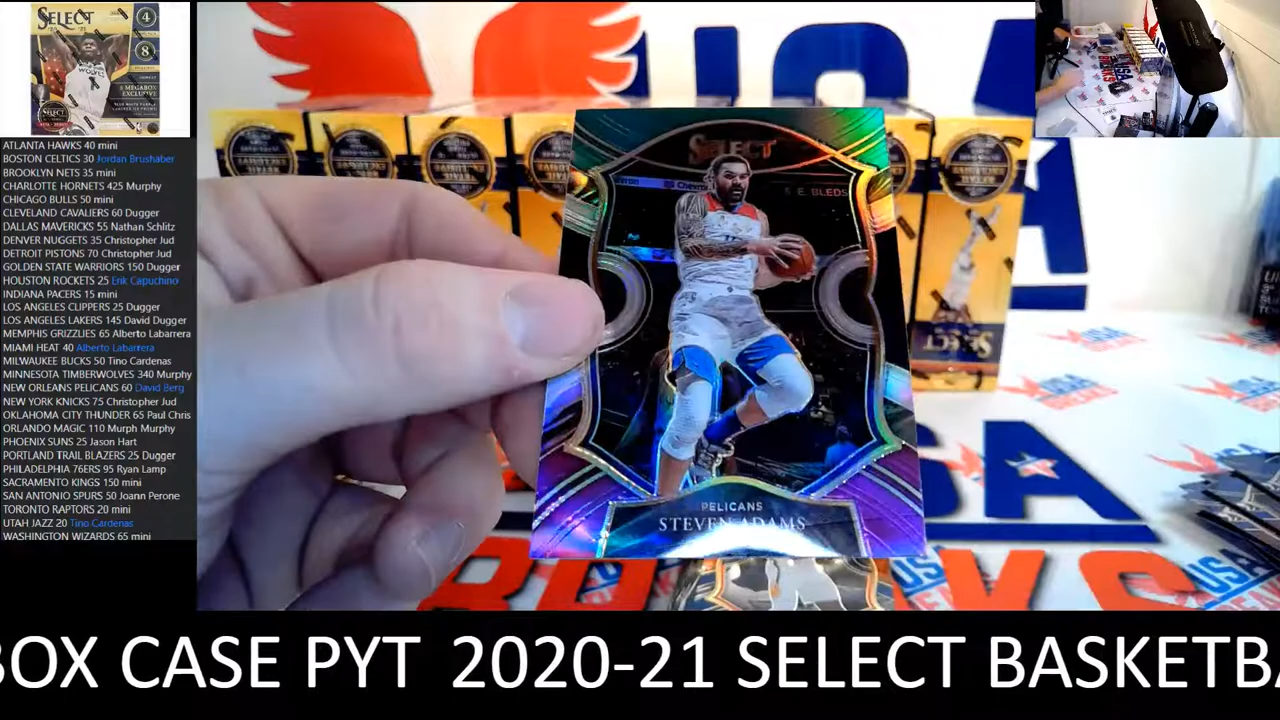 SELECT
4
8
WOLVES
MEGABOX
EXCLUSIVE
ATLANTA HAWKS 40 mini
BOSTON CELTICS 30 Jordan Brushaber
BROOKLYN NETS 35 mini
CHARLOTTE HORNETS 425 Murphy
CHICAGO BULLS 50 mini
CLEVELAND CAVALIERS 60 Dugger
DALLAS MAVERICKS 55 Nathan Schlitz
DENVER NUGGETS 35 Christopher Jud
DETROIT PISTONS 70 Christopher Jud
GOLDEN STATE WARRIORS 150 Dugger
HOUSTON ROCKETS 25 Erik Capuchino
INDIANA PACERS 15 mini
LOS ANGELES CLIPPERS 25 Dugger
LOS ANGELES LAKERS 145 David Dugger
MEMPHIS GRIZZLIES 65 Alberto Labarrera
MIAMI HEAT 40 Alberto Labarrera
MILWAUKEE BUCKS 50 Tino Cardenas
MINNESOTA TIMBERWOLVES 340 Murphy
NEW ORLEANS PELICANS 60 David Berg
NEW YORK KNICKS 75 Christopher Jud
OKLAHOMA CITY THUNDER 65 Paul Chris
ORLANDO MAGIC 110 Murph Murphy
PHOENIX SUNS 25 Jason Hart
PORTLAND TRAIL BLAZERS 25 Dugger
PHILADELPHIA 76ERS 95 Ryan Lamp
SACRAMENTO KINGS 150 mini
SAN ANTONIO SPURS 50 Joann Perone
TORONTO RAPTORS 20 mini
UTAH JAZZ 20 Tino Cardenas
WASHINGTON WIZARDS 65 mini
USA
SELECT
E. BLEDS
PELICANS
STEVEN ADAMS
SELECT
USA
BREAKS
BOX CASE PYT 2020-21 SELECT BASKETBA